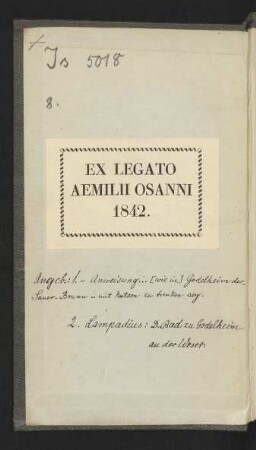 Is 5018
8.
EX LEGATO
AEMILII OSANNI
1842.
Angeb: 1. – Anweisung... [wie in] Godelheim der
Sauer-Brunn – mit Nutzen zu trinken sey.
2. Lampadius: D. Bad zu Godelheim
an der Weser